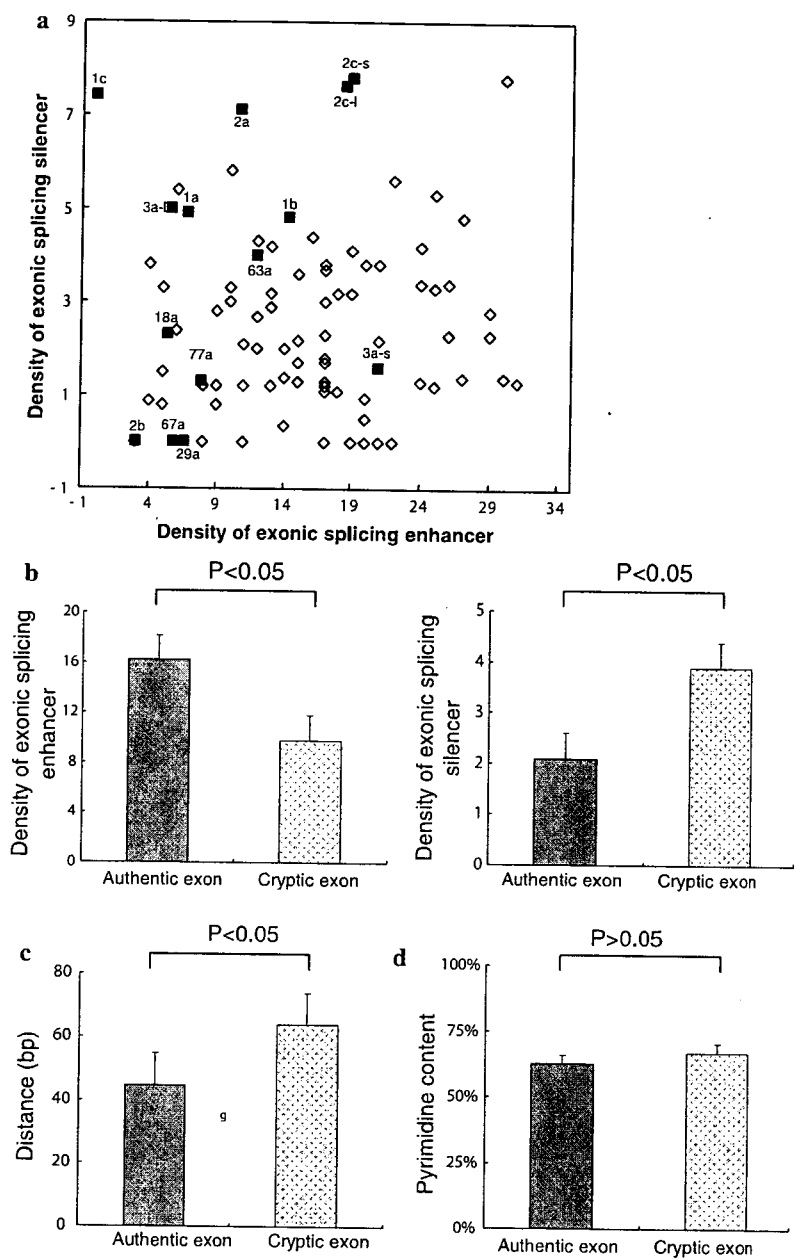 a
9
7
5
3
1
-1
-1
4
9
14
19
24
29
34
Density of exonic splicing silencer
Density of exonic splicing enhancer
1c
2c-s
2c-l
2a
3a-l
1a
1b
63a
18a
77a
3a-s
2b
67a
29a
b
P<0.05
20
16
12
8
4
0
Density of exonic splicing
enhancer
Authentic exon
Cryptic exon
P<0.05
5
4
3
2
1
0
Density of exonic splicing
silencer
Authentic exon
Cryptic exon
c
P<0.05
80
60
40
20
0
Distance (bp)
g
Authentic exon
Cryptic exon
d
P>0.05
100%
75%
50%
25%
0%
Pyrimidine content
Authentic exon
Cryptic exon